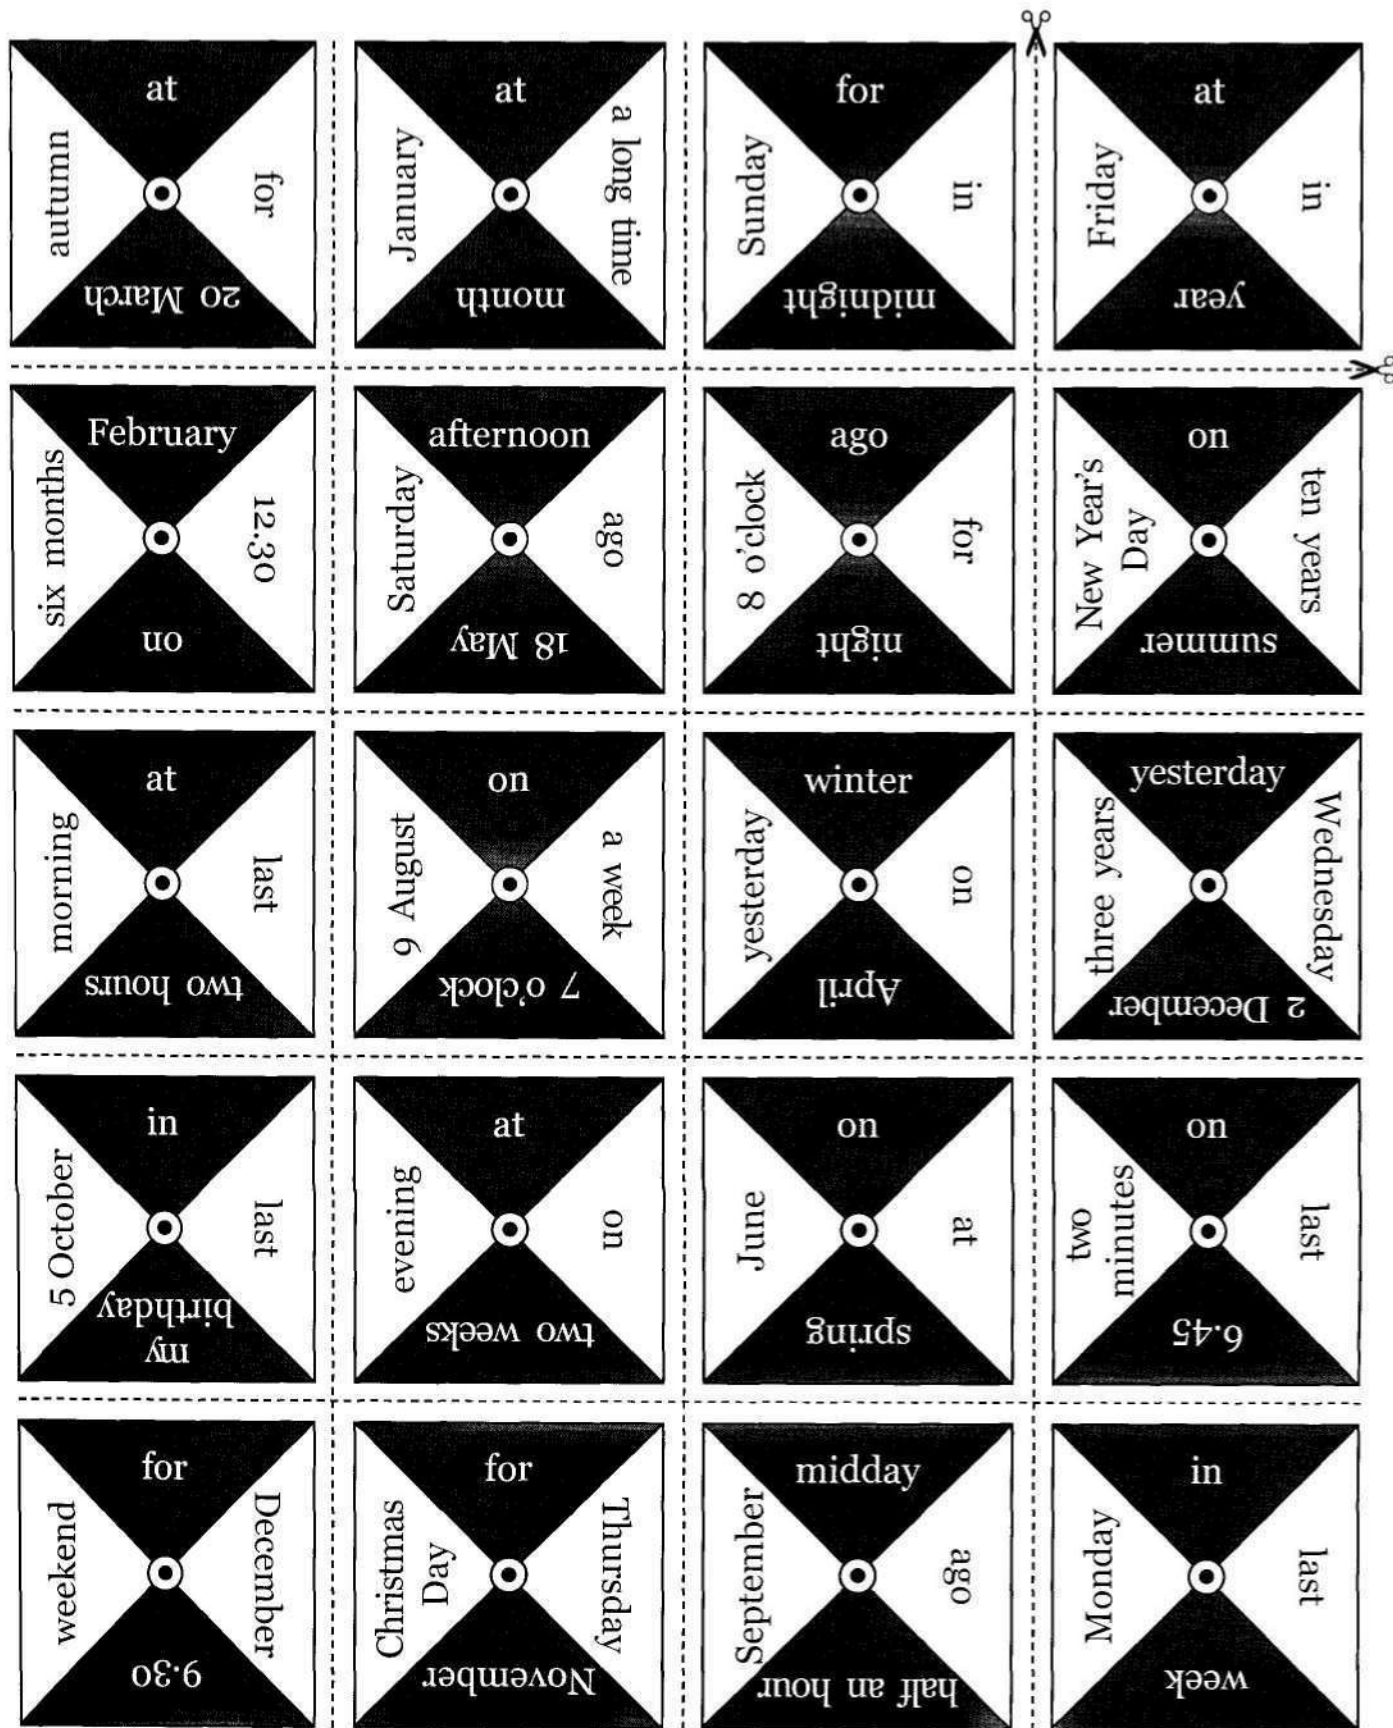 at
autumn
for
20 March
at
January
a long time
month
for
Sunday
in
midnight
at
Friday
in
year
February
six months
12.30
on
afternoon
Saturday
ago
18 May
ago
8 o'clock
for
night
on
New Year's
Day
ten years
summer
at
morning
last
two hours
on
9 August
a week
7 o'clock
winter
yesterday
on
April
yesterday
three years
Wednesday
2 December
in
5 October
last
my
birthday
at
evening
on
two weeks
on
June
at
spring
on
two
minutes
last
6.45
for
weekend
December
9.30
for
Christmas
Day
Thursday
November
midday
September
ago
half an hour
in
Monday
last
week